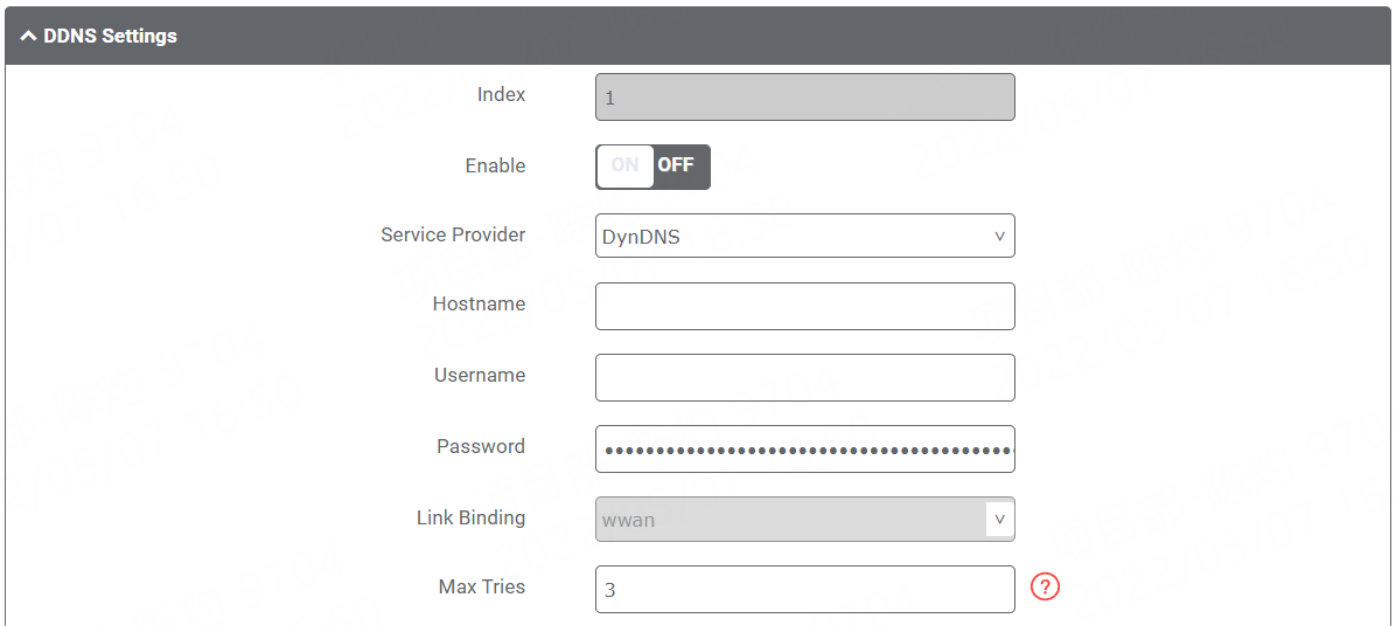 DDNS Settings
Index 1
Enable ON OFF
Service Provider DynDNS
Hostname
Username
Password ••••••••••••••••••••••••••••••••••••••••
Link Binding wwan
Max Tries 3 ?